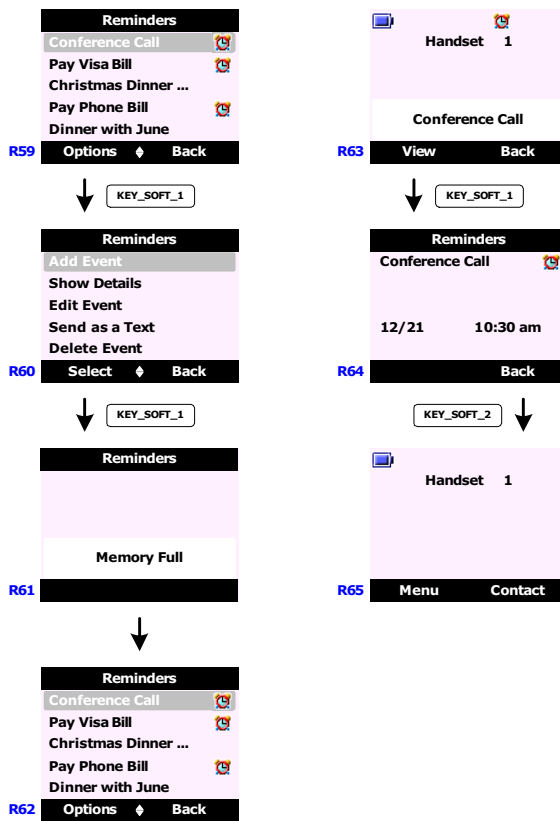 Reminders
Conference Call
Pay Visa Bill
Christmas Dinner ...
Pay Phone Bill
Dinner with June
R59 Options Back
KEY_SOFT_1
Reminders
Add Event
Show Details
Edit Event
Send as a Text
Delete Event
R60 Select Back
KEY_SOFT_1
Reminders
Memory Full
R61
Reminders
Conference Call
Pay Visa Bill
Christmas Dinner ...
Pay Phone Bill
Dinner with June
R62 Options Back
Handset 1
Conference Call
R63 View Back
KEY_SOFT_1
Reminders
Conference Call
12/21 10:30 am
R64 Back
KEY_SOFT_2
Handset 1
R65 Menu Contact